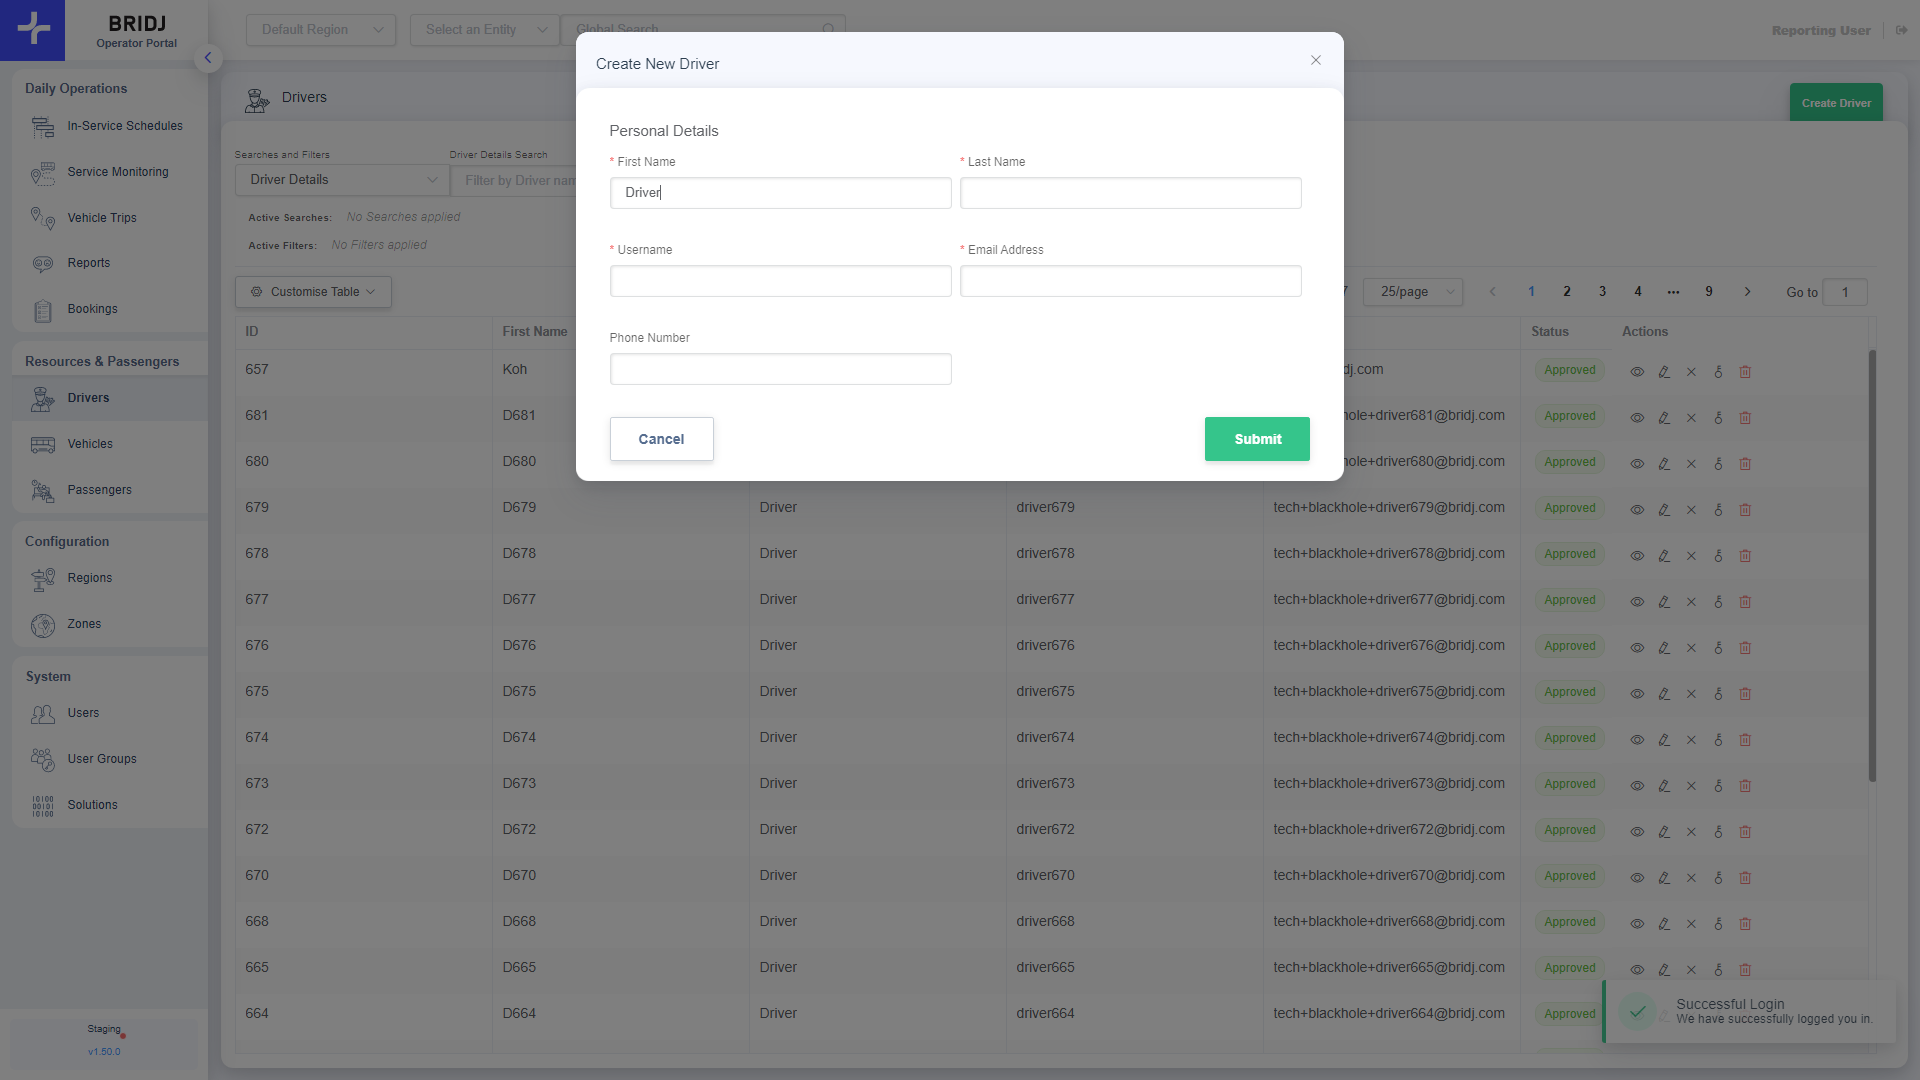 BRIDJ
Operator Portal
Default Region
Select an Entity
Global Search
Reporting User
Daily Operations
In-Service Schedules
Service Monitoring
Vehicle Trips
Reports
Bookings
Resources & Passengers
Drivers
Vehicles
Passengers
Configuration
Regions
Zones
System
Users
User Groups
Solutions
Staging
v1.50.0
Drivers
Create Driver
Searches and Filters
Driver Details Search
Driver Details
Filter by Driver nam
Active Searches: No Searches applied
Active Filters: No Filters applied
Customise Table
7 25/page 1 2 3 4 ••• 9 Go to 1
ID First Name Status Actions
657 Koh dj.com Approved
681 D681 hole+driver681@bridj.com Approved
680 D680 hole+driver680@bridj.com Approved
679 D679 Driver driver679 tech+blackhole+driver679@bridj.com Approved
678 D678 Driver driver678 tech+blackhole+driver678@bridj.com Approved
677 D677 Driver driver677 tech+blackhole+driver677@bridj.com Approved
676 D676 Driver driver676 tech+blackhole+driver676@bridj.com Approved
675 D675 Driver driver675 tech+blackhole+driver675@bridj.com Approved
674 D674 Driver driver674 tech+blackhole+driver674@bridj.com Approved
673 D673 Driver driver673 tech+blackhole+driver673@bridj.com Approved
672 D672 Driver driver672 tech+blackhole+driver672@bridj.com Approved
670 D670 Driver driver670 tech+blackhole+driver670@bridj.com Approved
668 D668 Driver driver668 tech+blackhole+driver668@bridj.com Approved
665 D665 Driver driver665 tech+blackhole+driver665@bridj.com Approved
664 D664 Driver driver664 tech+blackhole+driver664@bridj.com Approved
Create New Driver
Personal Details
* First Name
* Last Name
Driver
* Username
* Email Address
Phone Number
Cancel
Submit
Successful Login
We have successfully logged you in.